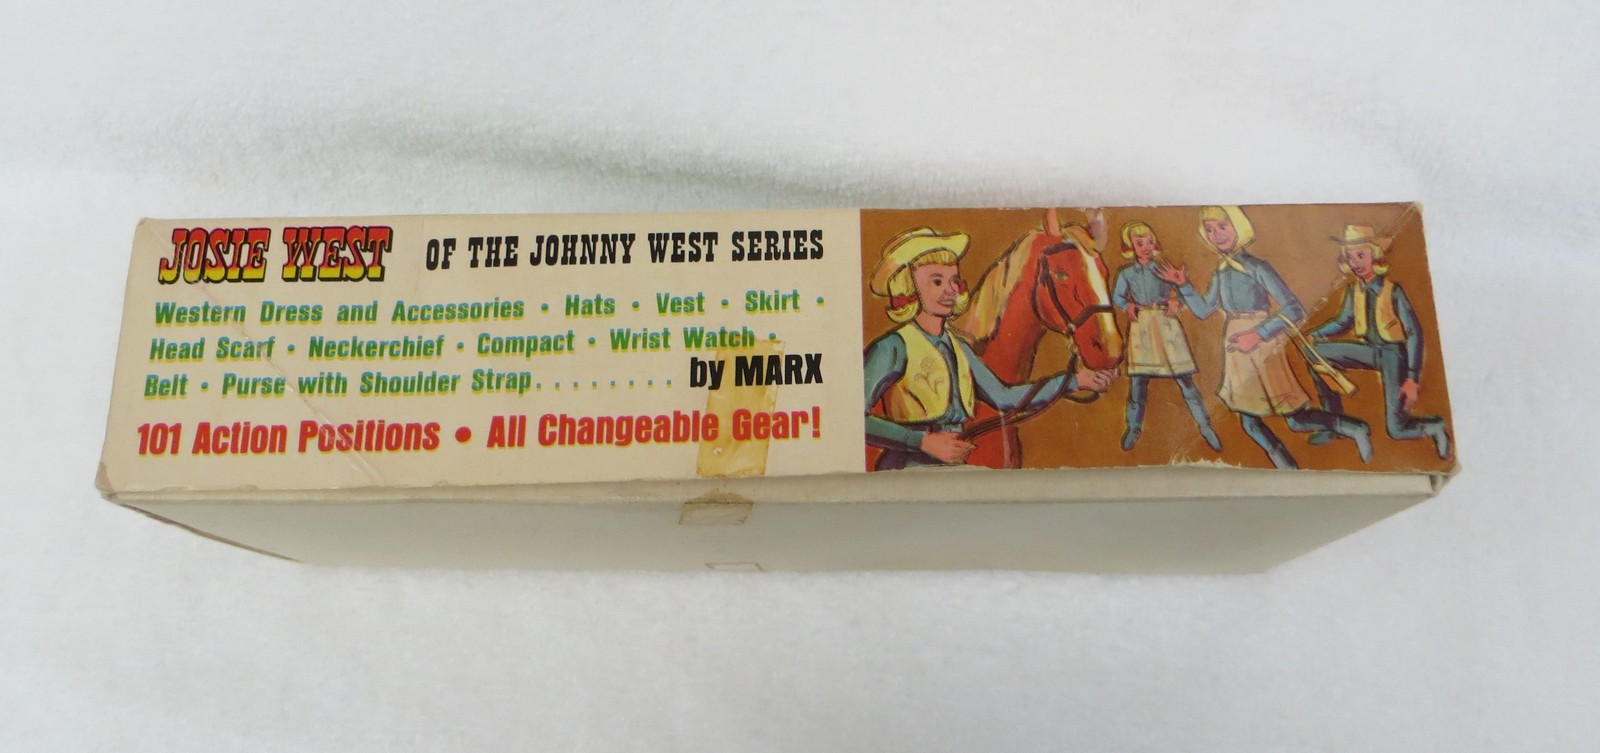 JOSIE WEST OF THE JOHNNY WEST SERIES
Western Dress and Accessories • Hats • Vest • Skirt •
Head Scarf • Neckerchief • Compact • Wrist Watch •
Belt • Purse with Shoulder Strap........ by MARX
101 Action Positions • All Changeable Gear!